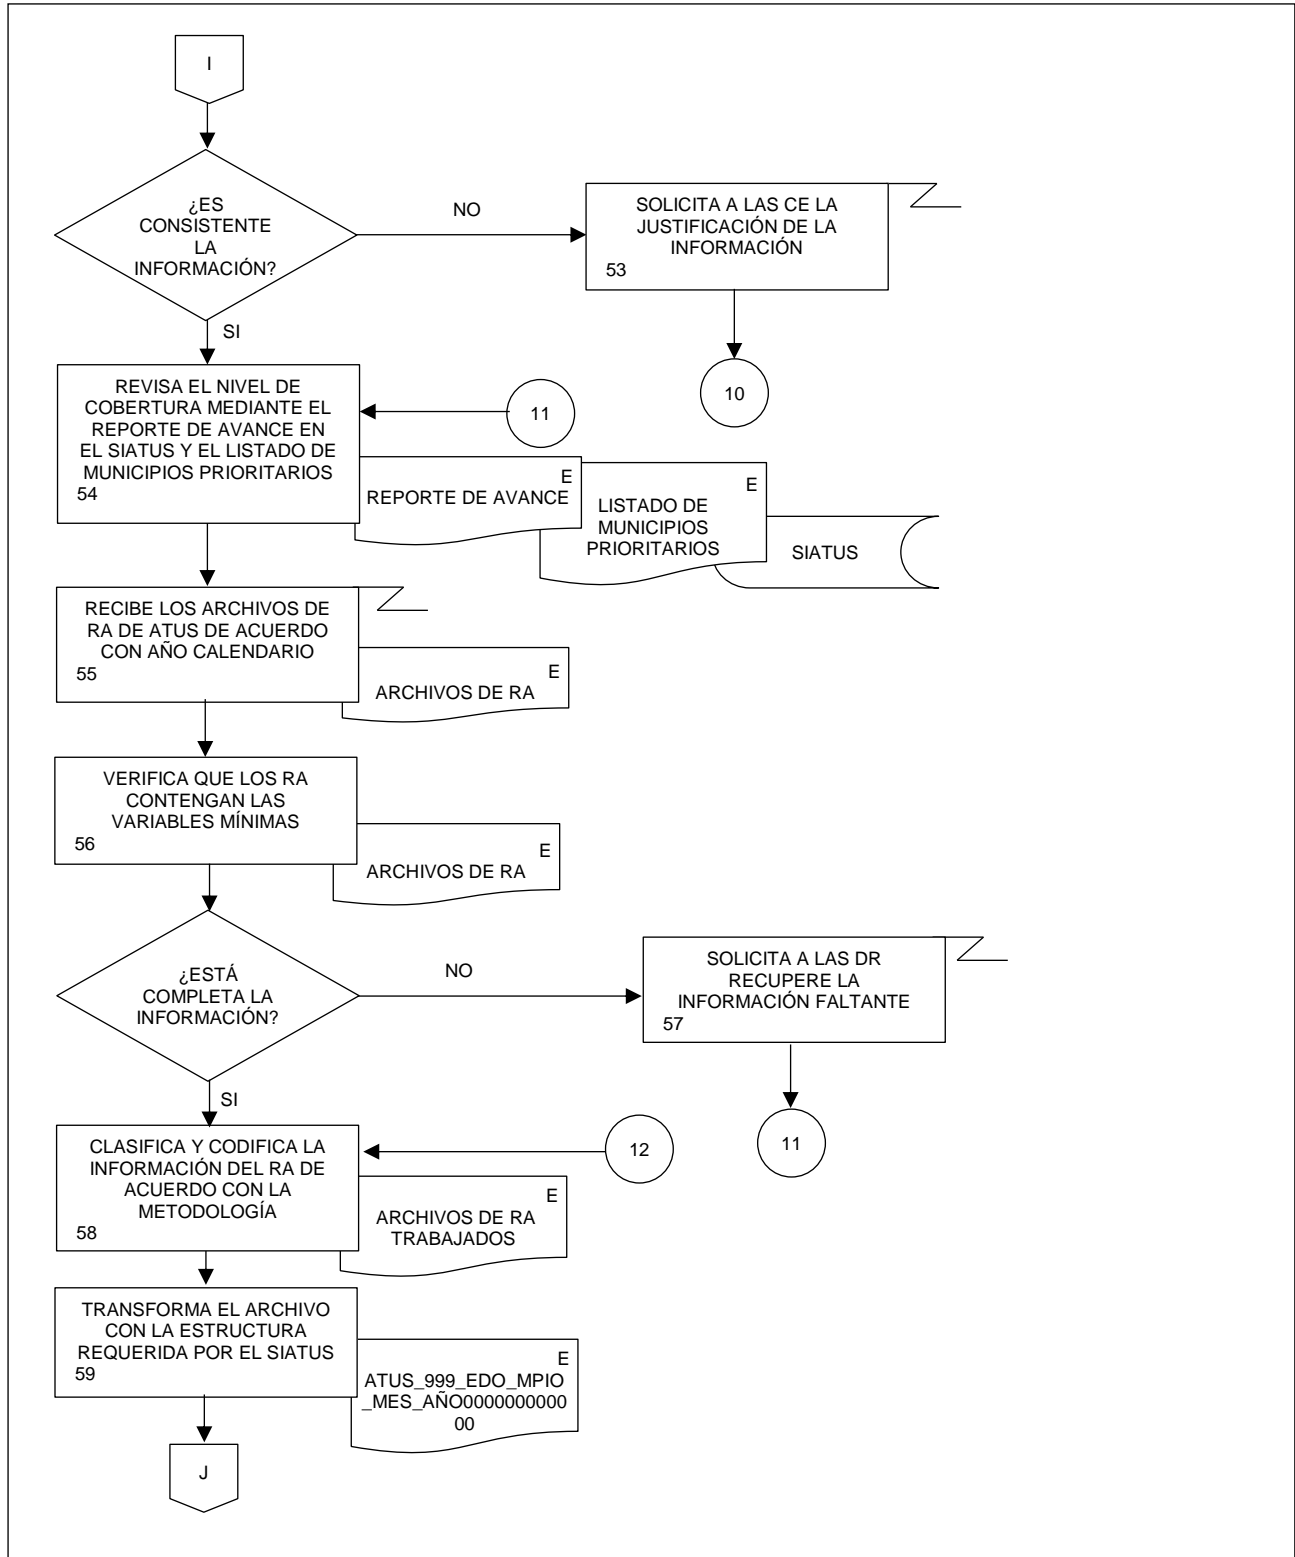 I
¿ES
CONSISTENTE
LA
INFORMACIÓN?
NO
SOLICITA A LAS CE LA
JUSTIFICACIÓN DE LA
INFORMACIÓN
53
10
SI
REVISA EL NIVEL DE
COBERTURA MEDIANTE EL
REPORTE DE AVANCE EN
EL SIATUS Y EL LISTADO DE
MUNICIPIOS PRIORITARIOS
54
11
E
REPORTE DE AVANCE
E
LISTADO DE
MUNICIPIOS
PRIORITARIOS
SIATUS
RECIBE LOS ARCHIVOS DE
RA DE ATUS DE ACUERDO
CON AÑO CALENDARIO
55
E
ARCHIVOS DE RA
VERIFICA QUE LOS RA
CONTENGAN LAS
VARIABLES MÍNIMAS
56
E
ARCHIVOS DE RA
¿ESTÁ
COMPLETA LA
INFORMACIÓN?
NO
SOLICITA A LAS DR
RECUPERE LA
INFORMACIÓN FALTANTE
57
11
SI
CLASIFICA Y CODIFICA LA
INFORMACIÓN DEL RA DE
ACUERDO CON LA
METODOLOGÍA
58
12
E
ARCHIVOS DE RA
TRABAJADOS
TRANSFORMA EL ARCHIVO
CON LA ESTRUCTURA
REQUERIDA POR EL SIATUS
59
E
ATUS_999_EDO_MPIO
_MES_AÑO0000000000
00
J